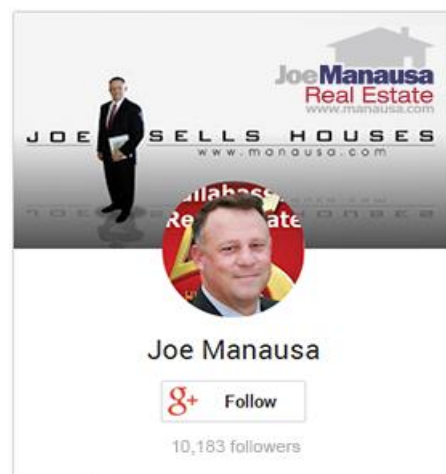 JoeManausa
Real Estate
www.manausa.com
JOE SELLS HOUSES
www.manausa.com
Joe Manausa
g+ Follow
10,183 followers